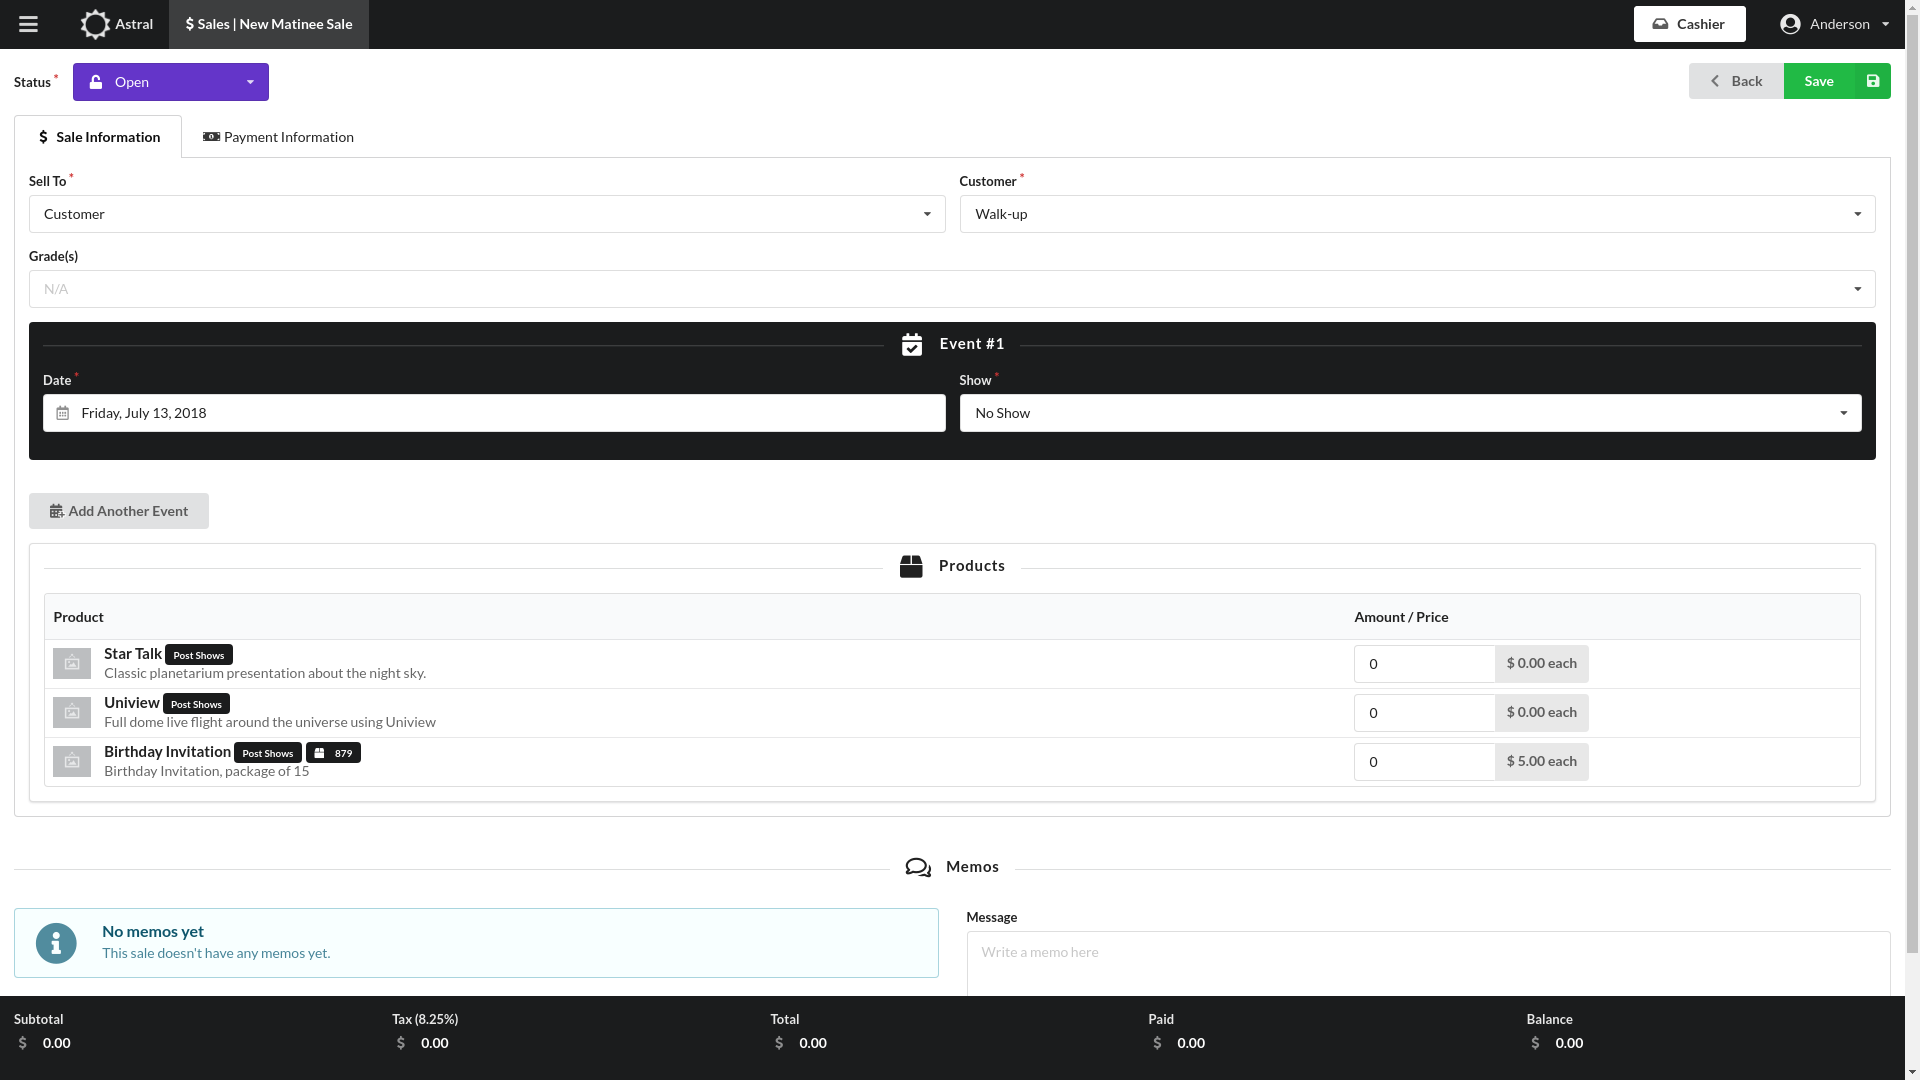 Astral
$ Sales | New Matinee Sale
Cashier
Anderson
Status *
Open
Back
Save
$ Sale Information
Payment Information
Sell To *
Customer *
Customer
Walk-up
Grade(s)
N/A
Event #1
Date *
Show *
Friday, July 13, 2018
No Show
Add Another Event
Products
Product
Amount / Price
Star Talk Post Shows
Classic planetarium presentation about the night sky.
0
$ 0.00 each
Uniview Post Shows
Full dome live flight around the universe using Uniview
0
$ 0.00 each
Birthday Invitation Post Shows 879
Birthday Invitation, package of 15
0
$ 5.00 each
Memos
No memos yet
This sale doesn't have any memos yet.
Message
Write a memo here
Subtotal
$ 0.00
Tax (8.25%)
$ 0.00
Total
$ 0.00
Paid
$ 0.00
Balance
$ 0.00